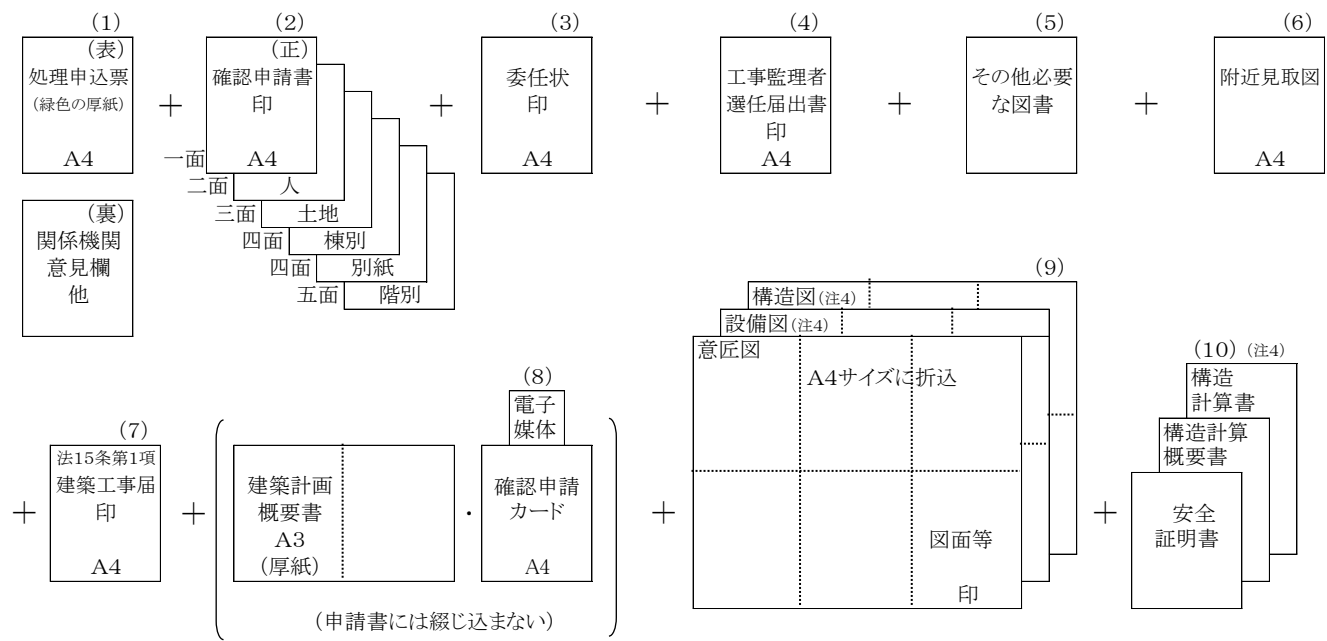 (1)
(表)
処理申込票
(緑色の厚紙)
A4
(裏)
関係機関
意見欄
他
+
(2)
(正)
確認申請書
印
A4
一面
二面 人
三面 土地
四面 棟別
四面 別紙
五面 階別
+
(3)
委任状
印
A4
+
(4)
工事監理者
選任届出書
印
A4
+
(5)
その他必要
な図書
+
(6)
附近見取図
A4
+
(7)
法15条第1項
建築工事届
印
A4
+
建築計画
概要書
A3
(厚紙)
・
(8)
電子
媒体
確認申請
カード
A4
(申請書には綴じ込まない)
+
(9)
構造図(注4)
設備図(注4)
意匠図
A4サイズに折込
図面等
印
+
(10) (注4)
構造
計算書
構造計算
概要書
安全
証明書